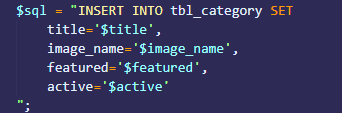 $sql = "INSERT INTO tbl_category SET
title='$title',
image_name='$image_name',
featured='$featured',
active='$active'
";